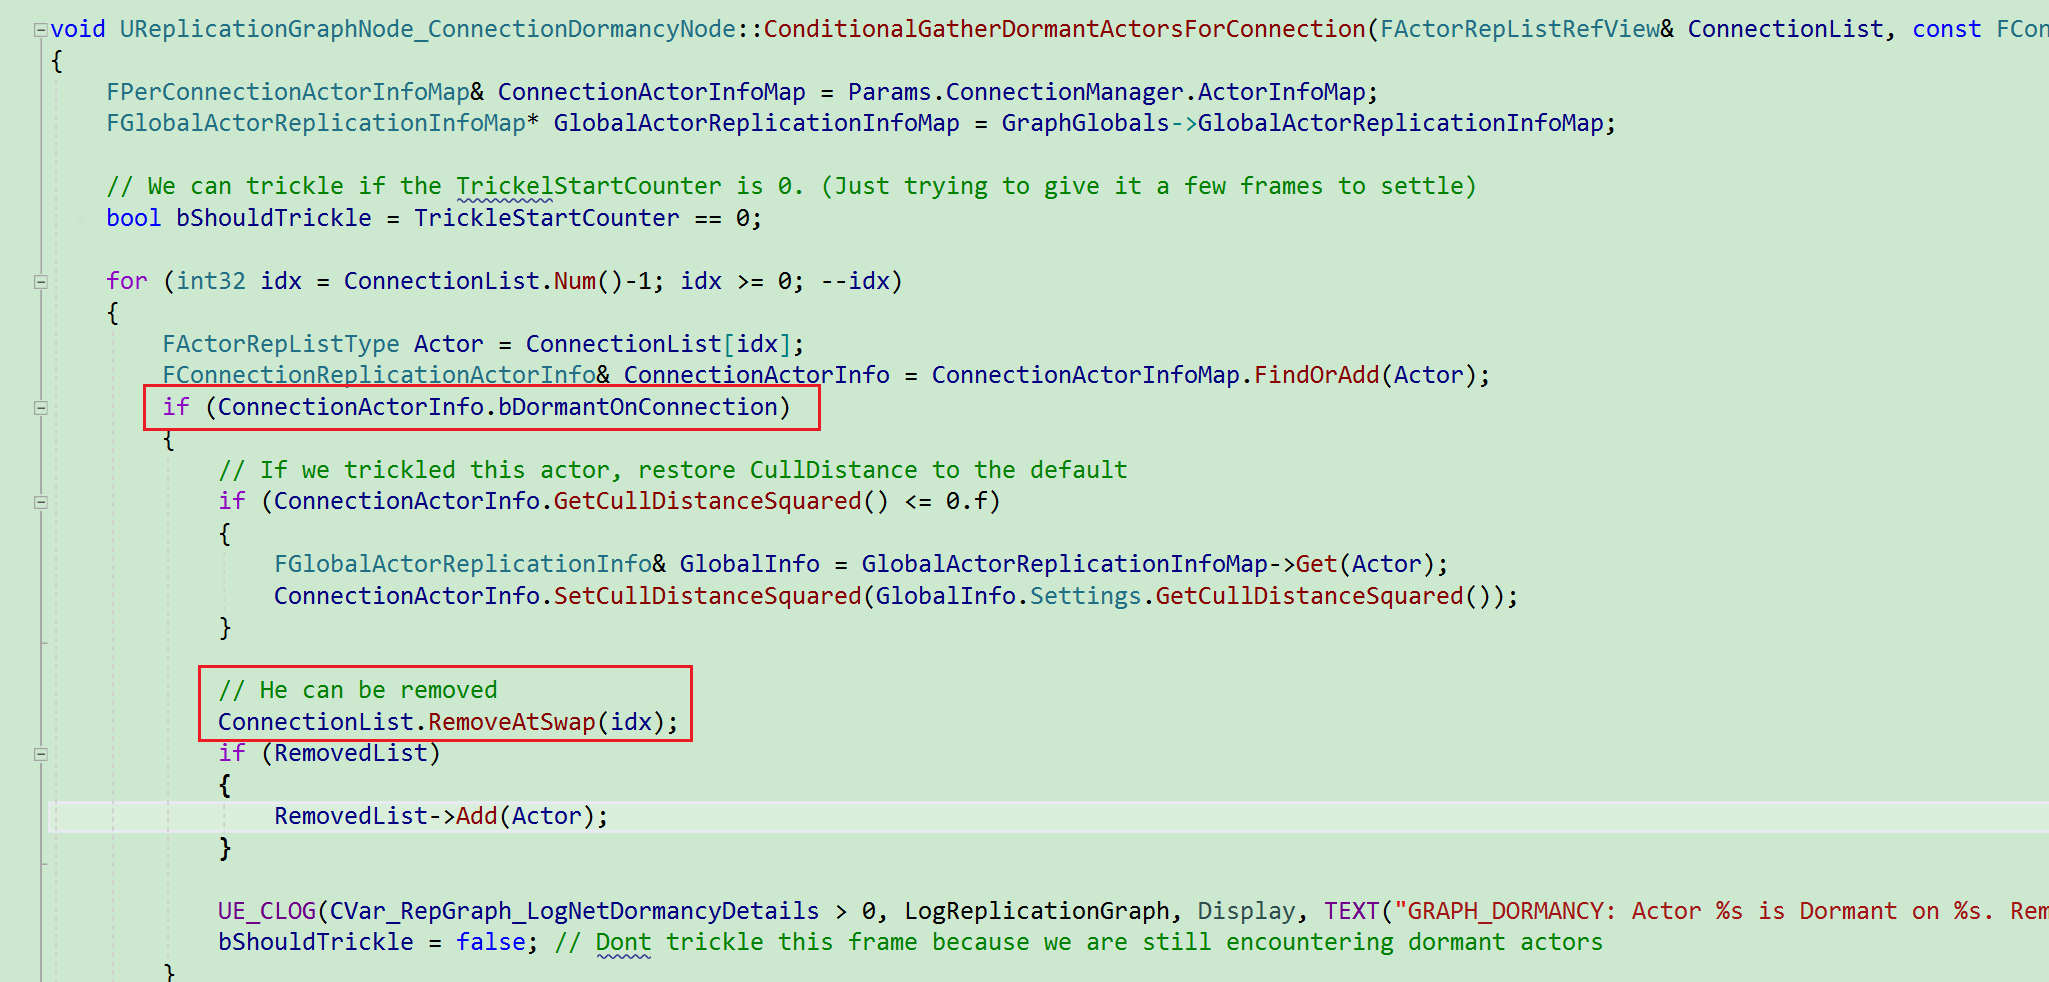 void UReplicationGraphNode_ConnectionDormancyNode::ConditionalGatherDormantActorsForConnection(FActorRepListRefView& ConnectionList, const FCon
{
FPerConnectionActorInfoMap& ConnectionActorInfoMap = Params.ConnectionManager.ActorInfoMap;
FGlobalActorReplicationInfoMap* GlobalActorReplicationInfoMap = GraphGlobals->GlobalActorReplicationInfoMap;
// We can trickle if the TrickelStartCounter is 0. (Just trying to give it a few frames to settle)
bool bShouldTrickle = TrickleStartCounter == 0;
for (int32 idx = ConnectionList.Num()-1; idx >= 0; --idx)
{
FActorRepListType Actor = ConnectionList[idx];
FConnectionReplicationActorInfo& ConnectionActorInfo = ConnectionActorInfoMap.FindOrAdd(Actor);
if (ConnectionActorInfo.bDormantOnConnection)
{
// If we trickled this actor, restore CullDistance to the default
if (ConnectionActorInfo.GetCullDistanceSquared() <= 0.f)
{
FGlobalActorReplicationInfo& GlobalInfo = GlobalActorReplicationInfoMap->Get(Actor);
ConnectionActorInfo.SetCullDistanceSquared(GlobalInfo.Settings.GetCullDistanceSquared());
}
// He can be removed
ConnectionList.RemoveAtSwap(idx);
if (RemovedList)
{
RemovedList->Add(Actor);
}
UE_CLOG(CVar_RepGraph_LogNetDormancyDetails > 0, LogReplicationGraph, Display, TEXT("GRAPH_DORMANCY: Actor %s is Dormant on %s. Rem
bShouldTrickle = false; // Dont trickle this frame because we are still encountering dormant actors
}